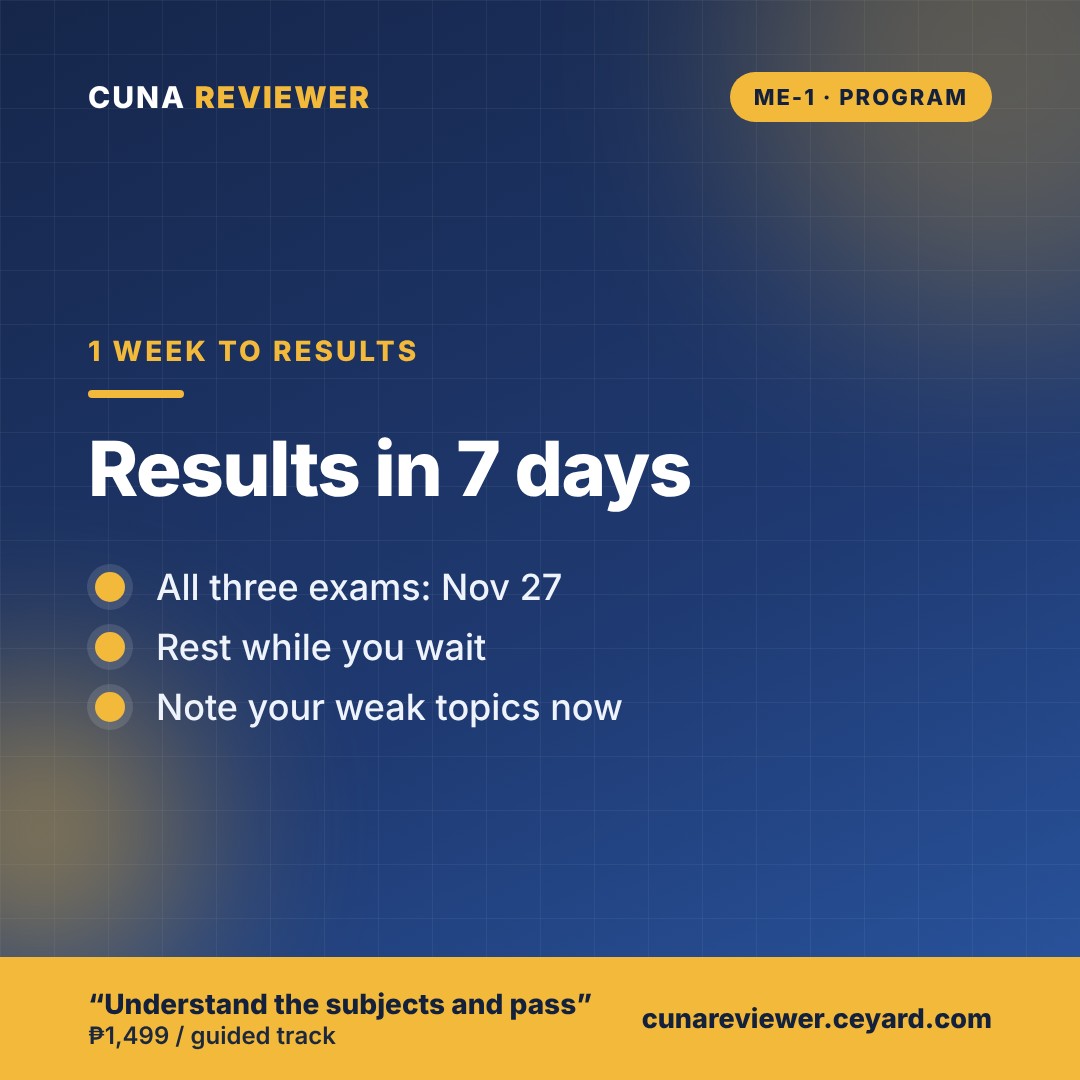 CUNA REVIEWER
ME-1 · PROGRAM
1 WEEK TO RESULTS
Results in 7 days
All three exams: Nov 27
Rest while you wait
Note your weak topics now
“Understand the subjects and pass”
₱1,499 / guided track
cunareviewer.ceyard.com